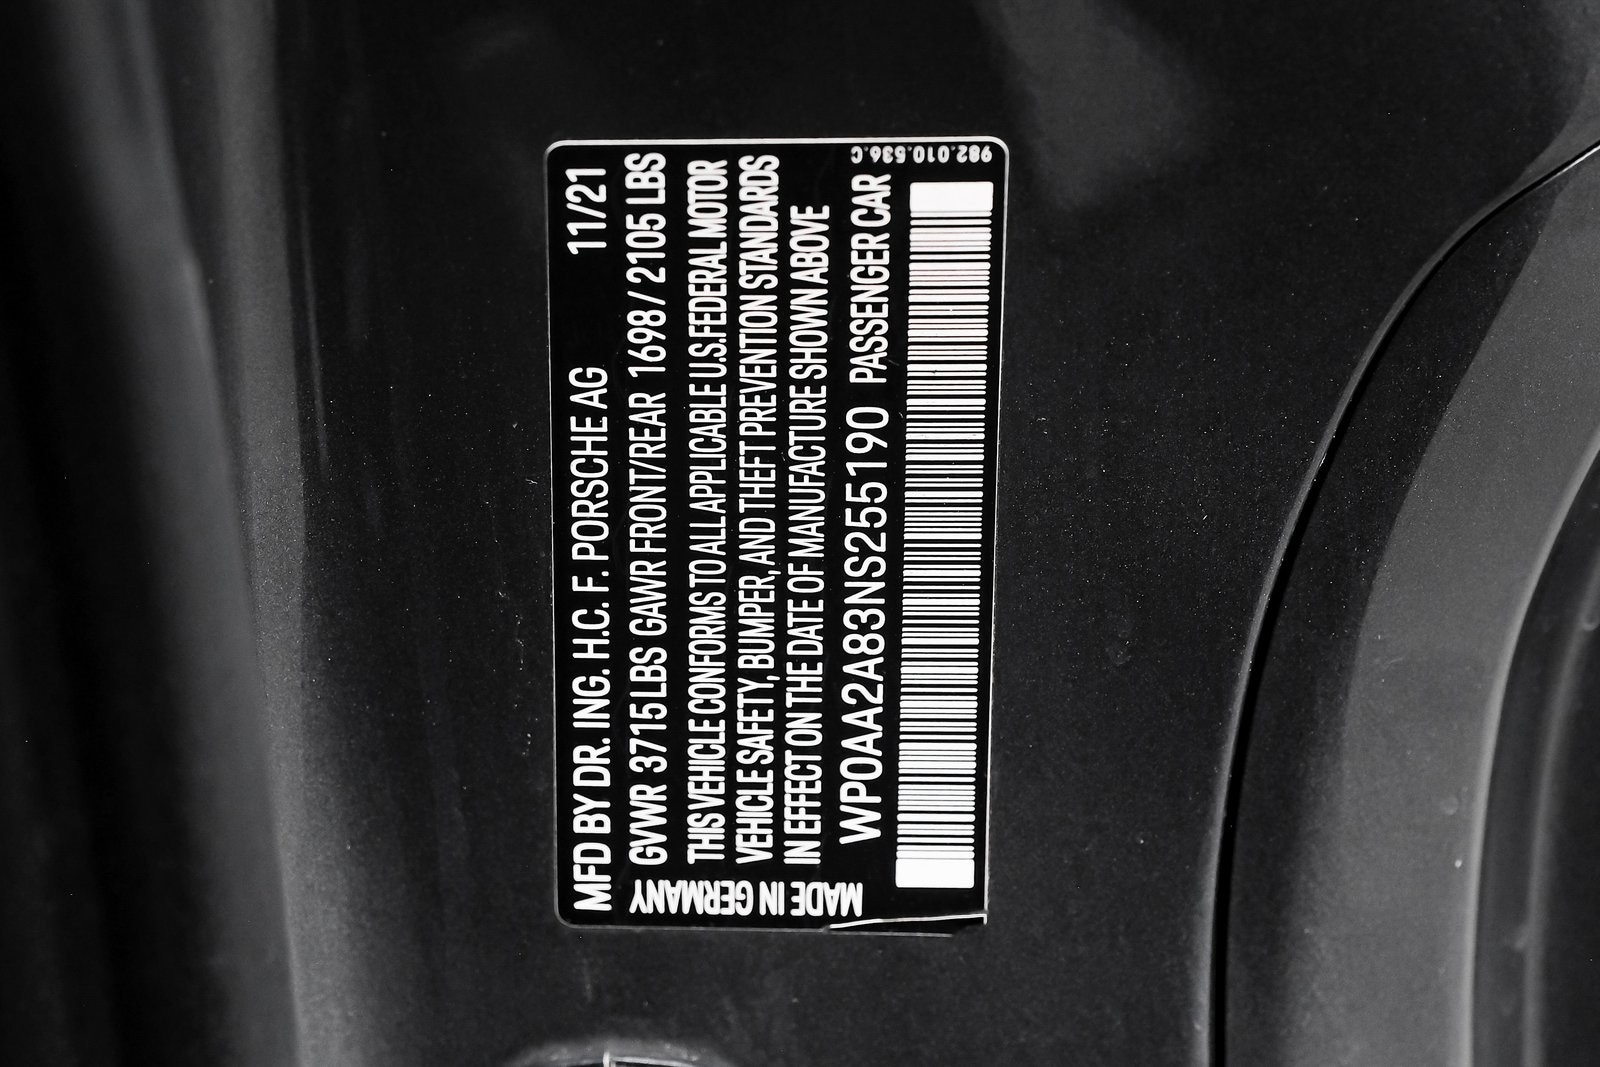 MFD BY DR. ING. H.C. F. PORSCHE AG 11/21
GVWR 3715 LBS GAWR FRONT/REAR 1698 / 2105 LBS
THIS VEHICLE CONFORMS TO ALL APPLICABLE U.S. FEDERAL MOTOR
VEHICLE SAFETY, BUMPER, AND THEFT PREVENTION STANDARDS
IN EFFECT ON THE DATE OF MANUFACTURE SHOWN ABOVE
WP0AA2A83NS255190 PASSENGER CAR
MADE IN GERMANY
982.010.536.C